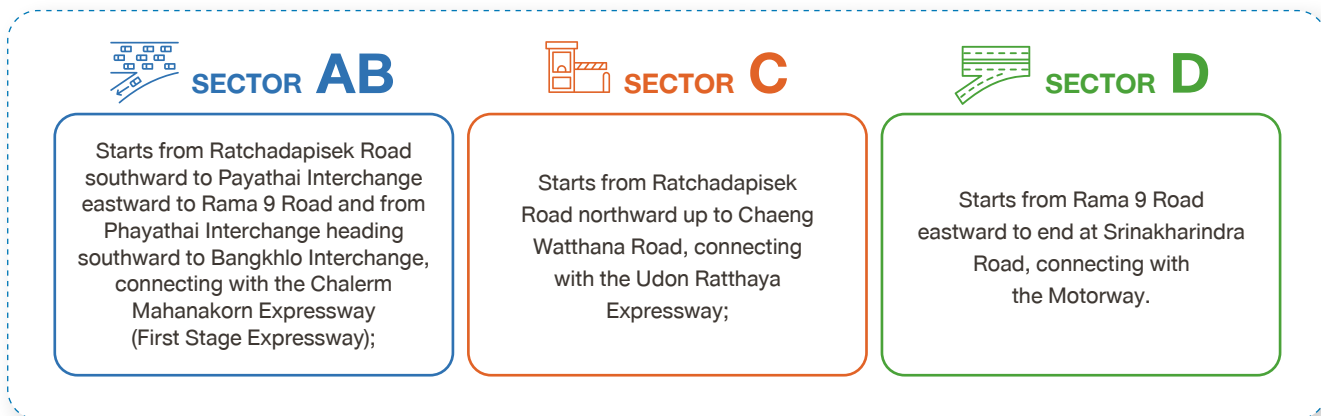 SECTOR AB
Starts from Ratchadapisek Road
southward to Payathai Interchange
eastward to Rama 9 Road and from
Phayathai Interchange heading
southward to Bangkhlo Interchange,
connecting with the Chalerm
Mahanakorn Expressway
(First Stage Expressway);
SECTOR C
Starts from Ratchadapisek
Road northward up to Chaeng
Watthana Road, connecting
with the Udon Ratthaya
Expressway;
SECTOR D
Starts from Rama 9 Road
eastward to end at Srinakharindra
Road, connecting with
the Motorway.